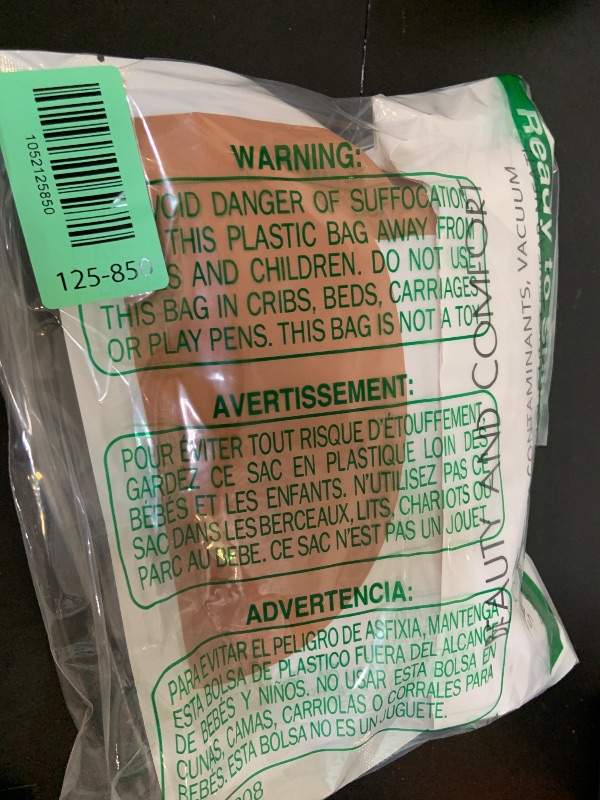 1052125850
125-850
WARNING:
VOID DANGER OF SUFFOCATION
THIS PLASTIC BAG AWAY FROM
S AND CHILDREN. DO NOT USE
THIS BAG IN CRIBS, BEDS, CARRIAGES
OR PLAY PENS. THIS BAG IS NOT A TOY
AVERTISSEMENT:
POUR ÉVITER TOUT RISQUE D'ÉTOUFFEMENT
GARDEZ CE SAC EN PLASTIQUE LOIN DES
BÉBÉS ET LES ENFANTS. N'UTILISEZ PAS CE
SAC DANS LES BERCEAUX, LITS, CHARIOTS OU
PARC AU BEBE. CE SAC N'EST PAS UN JOUET
ADVERTENCIA:
PARA EVITAR EL PELIGRO DE ASFIXIA, MANTENGA
ESTA BOLSA DE PLASTICO FUERA DEL ALCANCE
DE BEBÉS Y NIÑOS. NO USAR ESTA BOLSA EN
CUNAS, CAMAS, CARRIOLAS O CORRALES PARA
BEBÉS. ESTA BOLSA NO ES UN JUGUETE.
08
BEAUTY AND COMFORT
CONTAMINANTS, VACUUM
Ready to